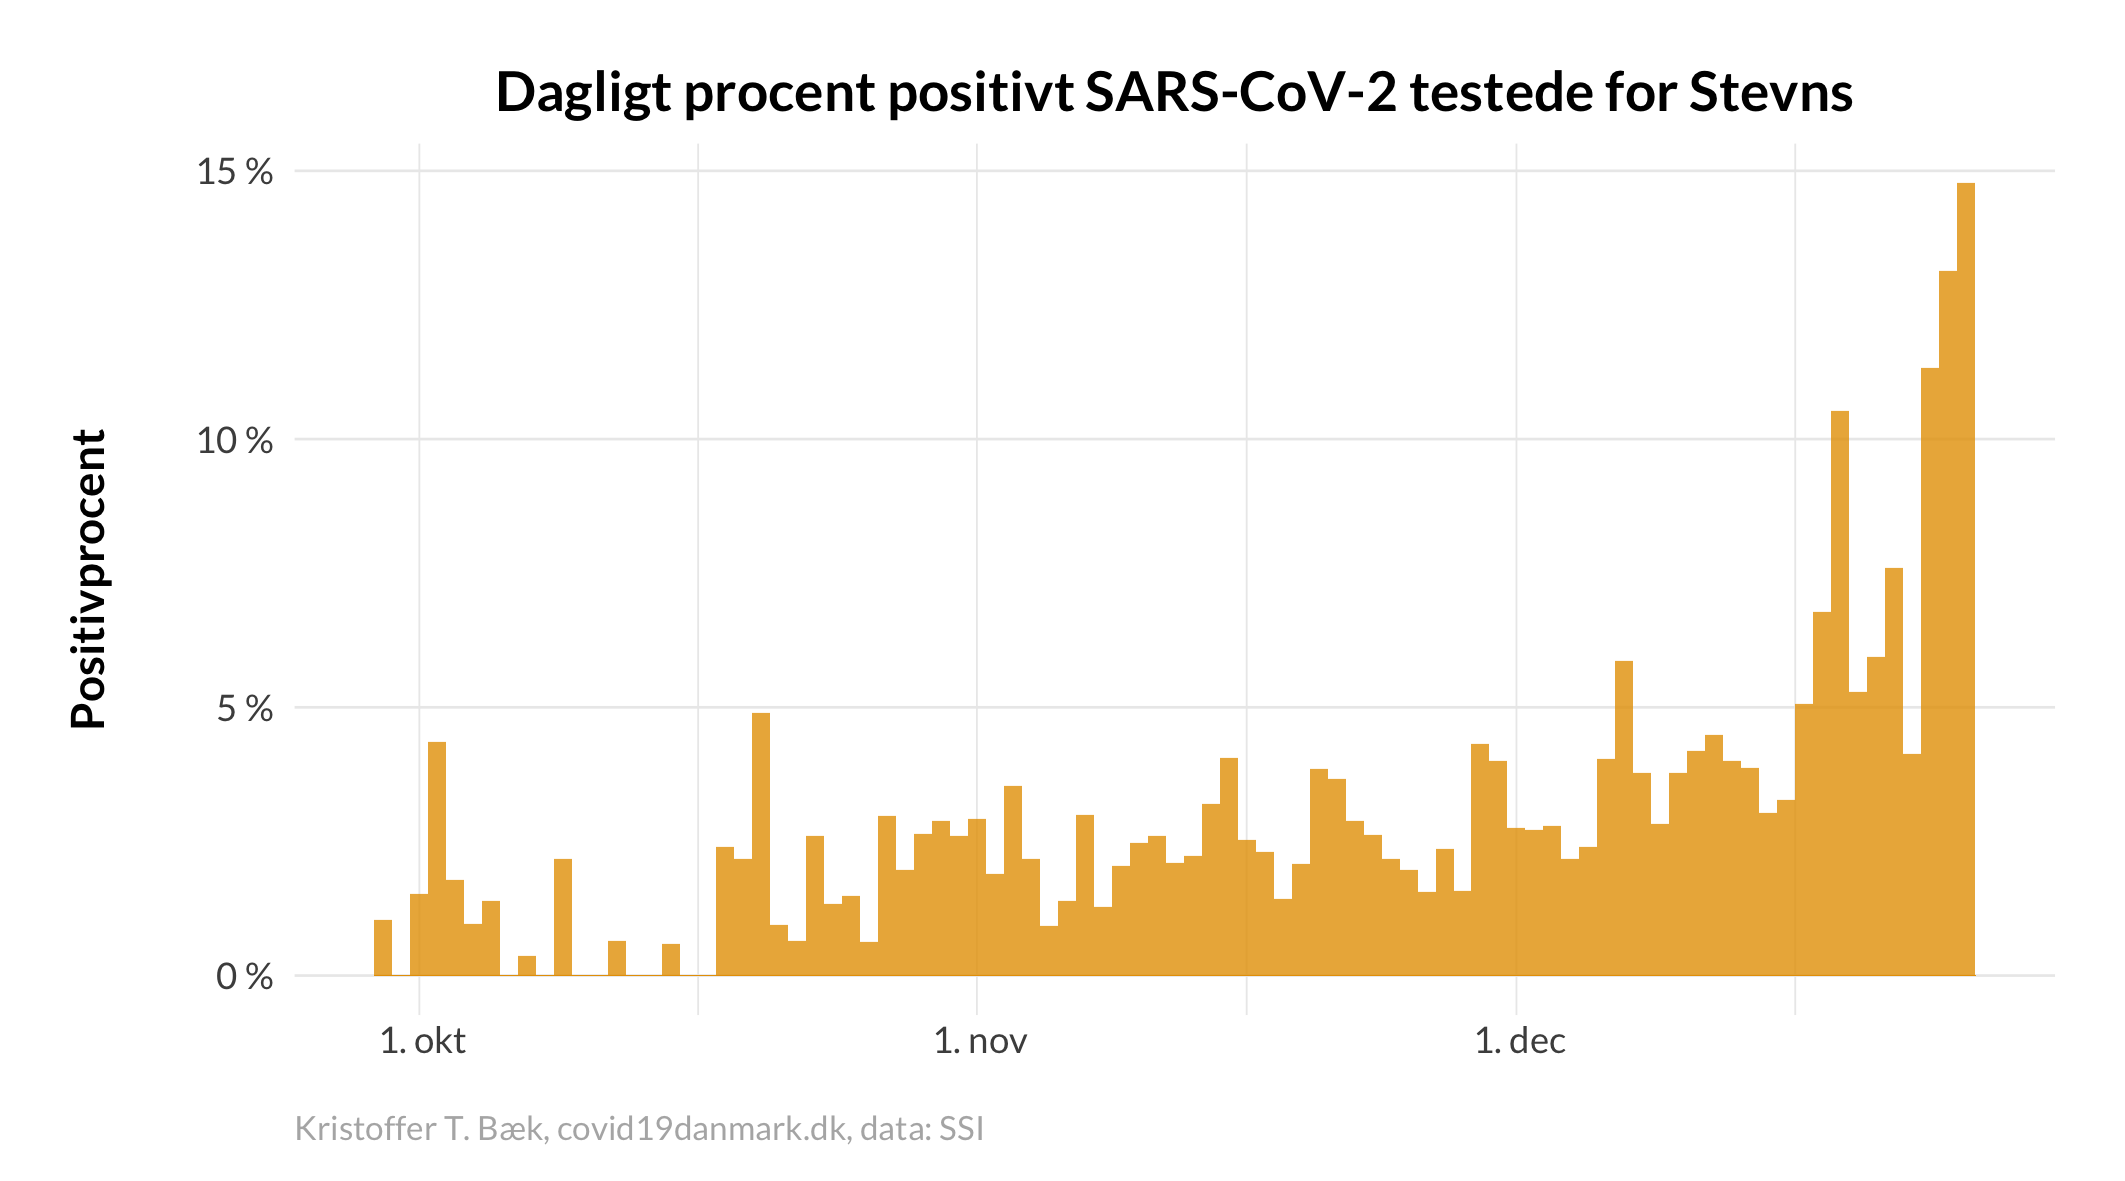 Dagligt procent positivt SARS-CoV-2 testede for Stevns
Positivprocent
15 %
10 %
5 %
0 %
1. okt
1. nov
1. dec
Kristoffer T. Bæk, covid19danmark.dk, data: SSI